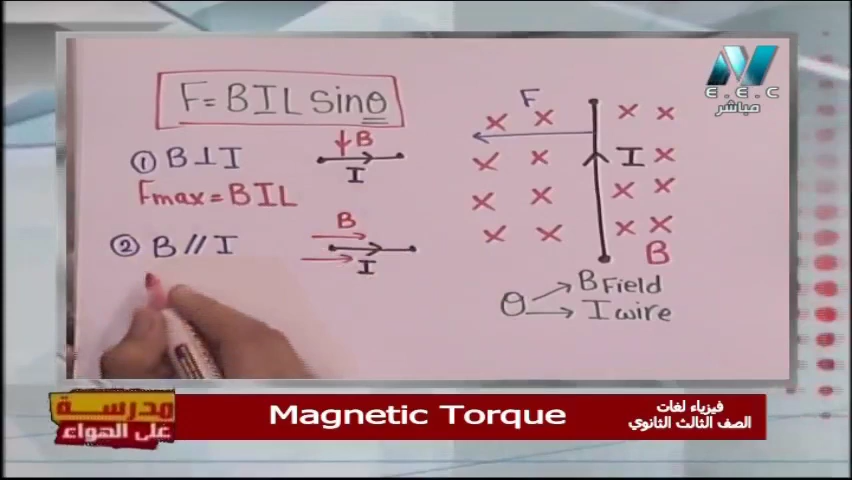 F = BIL sinθ
① B⊥I
Fmax = BIL
② B // I
B
I
B
I
F
I
B
θ
B Field
I wire
E.E.C
مباشر
مدرسة
على الهواء
Magnetic Torque
فيزياء لغات
الصف الثالث الثانوي